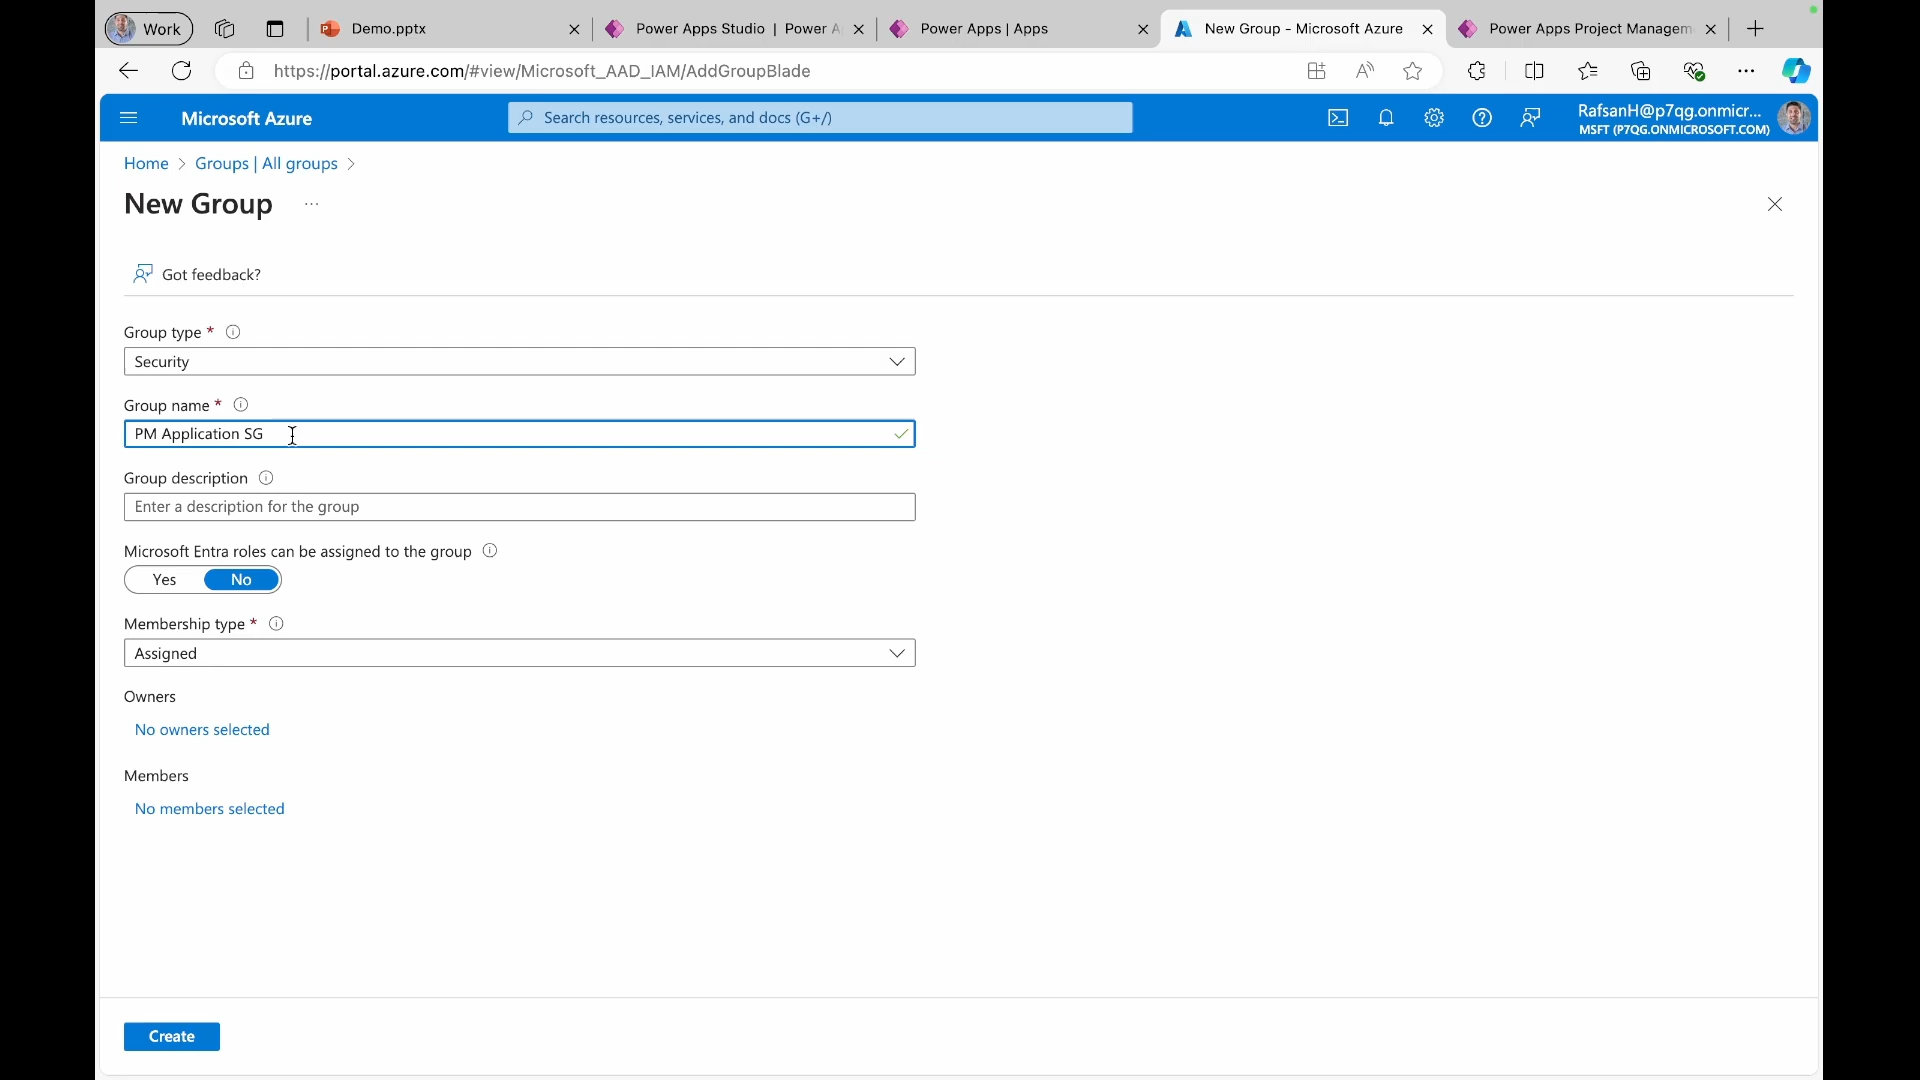 Work
Demo.pptx
Power Apps Studio | Power A
Power Apps | Apps
New Group - Microsoft Azure
Power Apps Project Managem
https://portal.azure.com/#view/Microsoft_AAD_IAM/AddGroupBlade
Microsoft Azure
Search resources, services, and docs (G+/)
RafsanH@p7qg.onmicr...
MSFT (P7QG.ONMICROSOFT.COM)
Home > Groups | All groups >
New Group ...
Got feedback?
Group type *
Security
Group name *
PM Application SG
Group description
Enter a description for the group
Microsoft Entra roles can be assigned to the group
Yes No
Membership type *
Assigned
Owners
No owners selected
Members
No members selected
Create